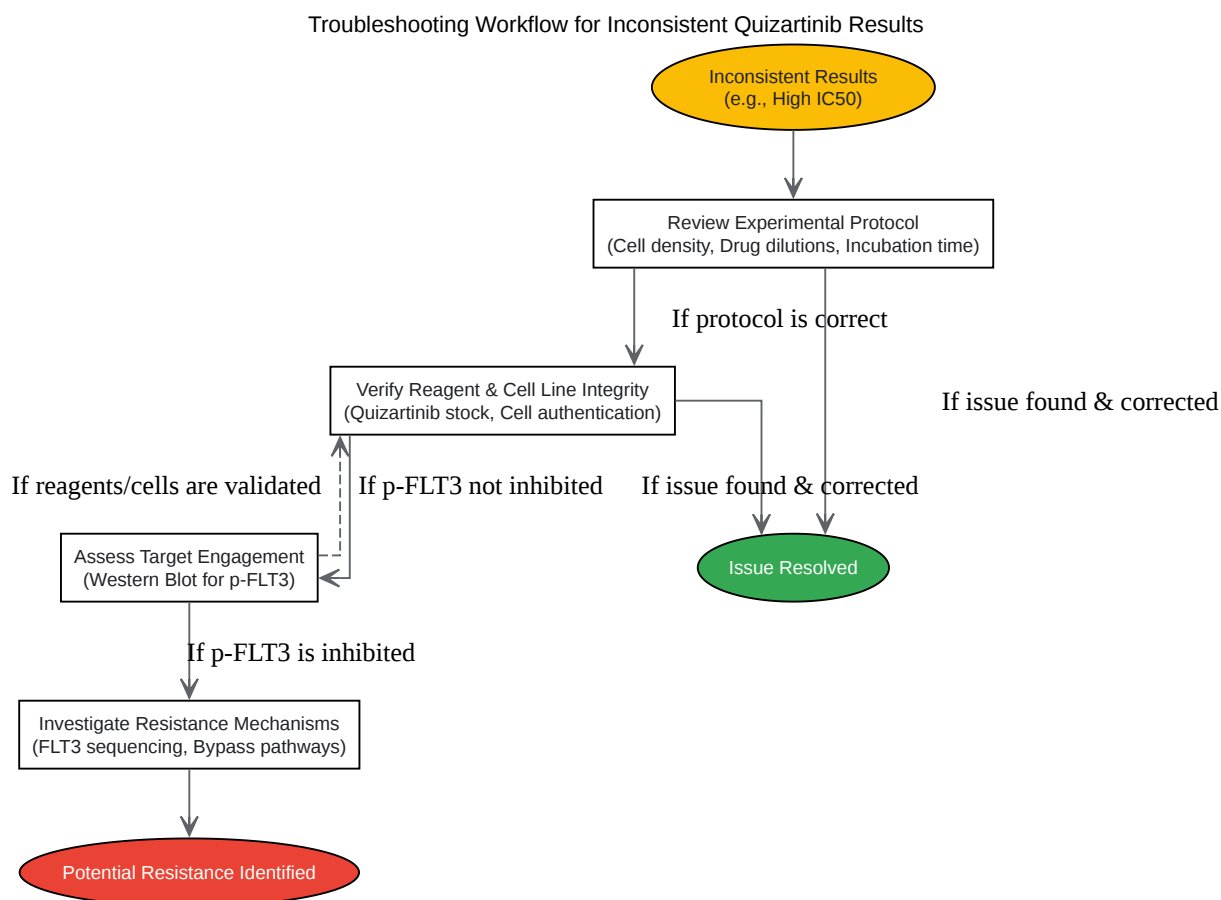 Troubleshooting Workflow for Inconsistent Quizartinib Results
Inconsistent Results
(e.g., High IC50)
Review Experimental Protocol
(Cell density, Drug dilutions, Incubation time)
If protocol is correct
Verify Reagent & Cell Line Integrity
(Quizartinib stock, Cell authentication)
If issue found & corrected
If reagents/cells are validated
If p-FLT3 not inhibited
If issue found & corrected
Assess Target Engagement
(Western Blot for p-FLT3)
Issue Resolved
If p-FLT3 is inhibited
Investigate Resistance Mechanisms
(FLT3 sequencing, Bypass pathways)
Potential Resistance Identified